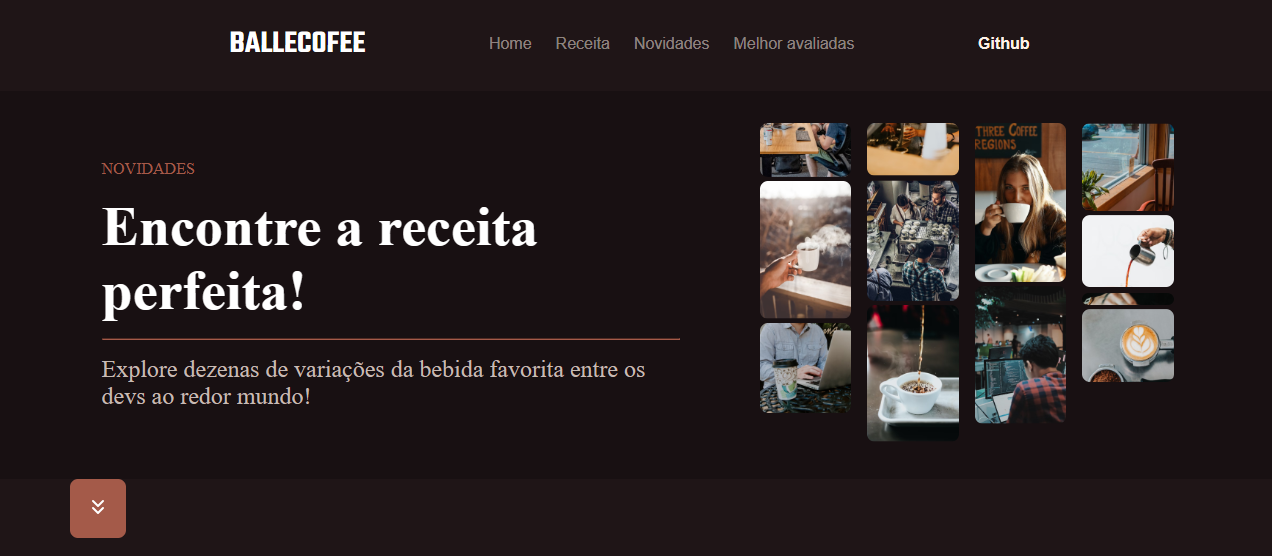 BALLECOFEE
Home Receita Novidades Melhor avaliadas
Github
NOVIDADES
Encontre a receita
perfeita!
Explore dezenas de variações da bebida favorita entre os
devs ao redor mundo!
THREE COFFEE
REGIONS